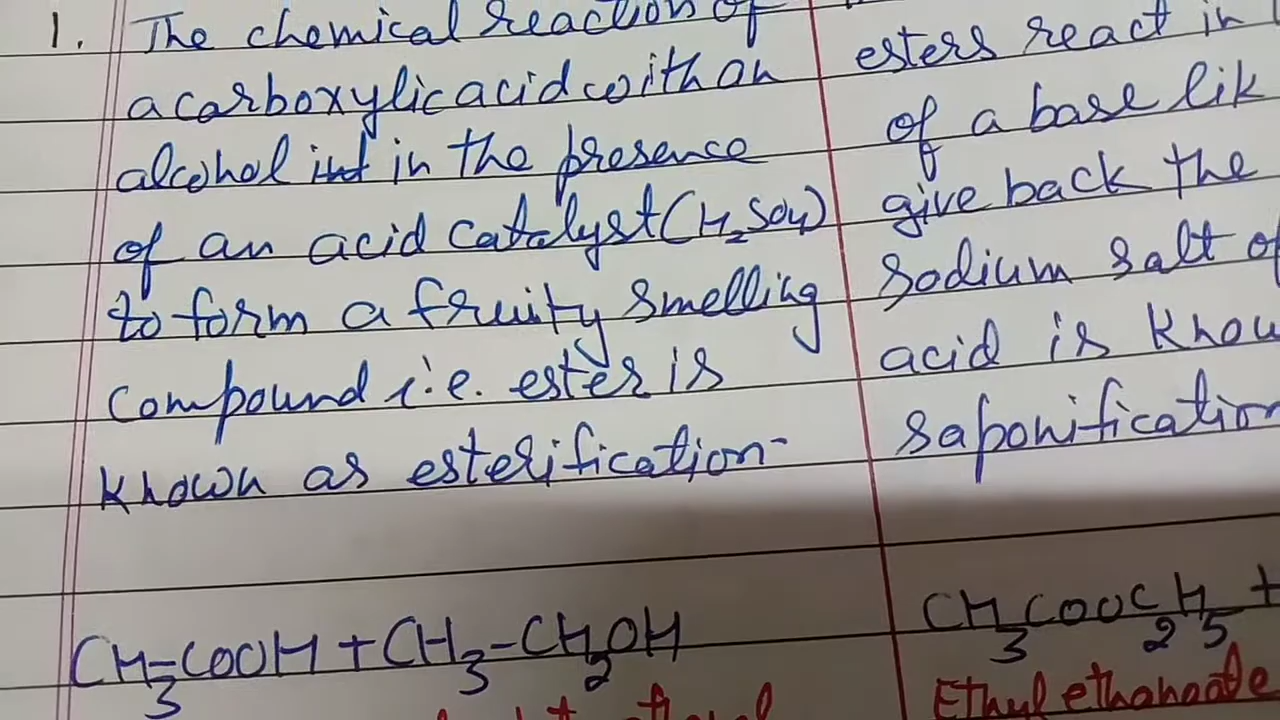 1. The chemical reaction of
a carboxylic acid with an
alcohol in the presence
of an acid catalyst (H2SO4)
to form a fruity smelling
compound i.e. ester is
known as esterification-
CH3-COOH + CH3-CH2OH
esters react in
of a base lik
give back the
sodium salt of
acid is know
saponification
CH3COOC2H5 +
Ethyl ethanoate